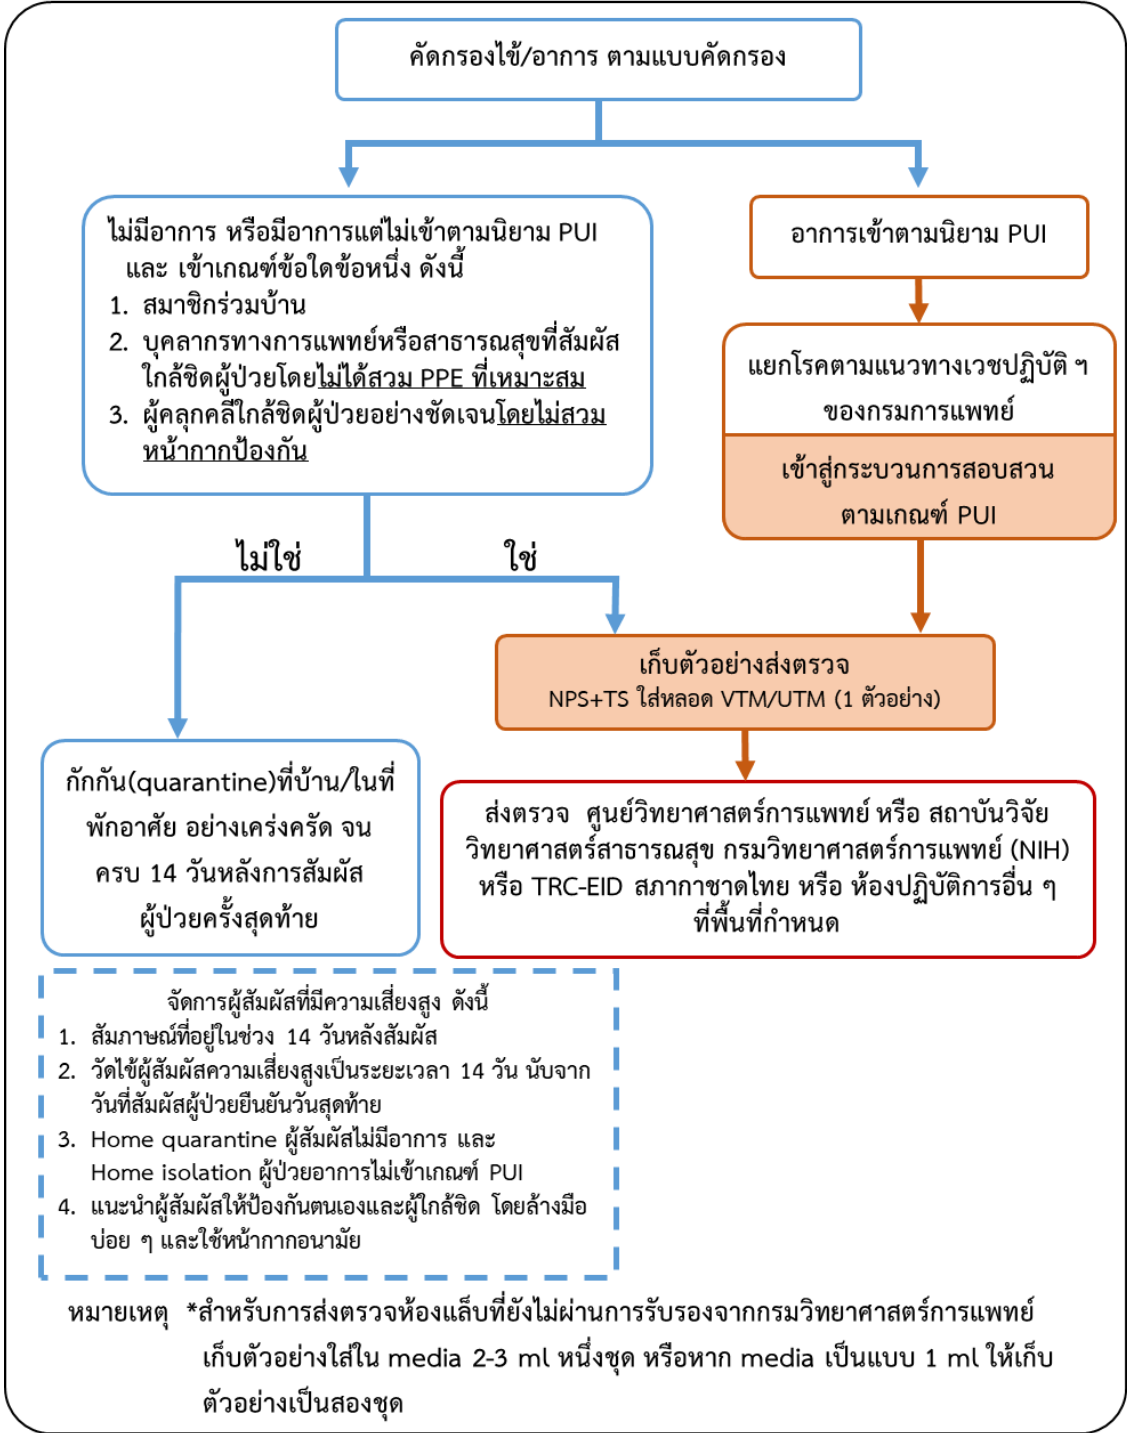 คัดกรองไข้/อาการ ตามแบบคัดกรอง
ไม่มีอาการ หรือมีอาการแต่ไม่เข้าตามนิยาม PUI
และ เข้าเกณฑ์ข้อใดข้อหนึ่ง ดังนี้
1. สมาชิกร่วมบ้าน
2. บุคลากรทางการแพทย์หรือสาธารณสุขที่สัมผัส
ใกล้ชิดผู้ป่วยโดยไม่ได้สวม PPE ที่เหมาะสม
3. ผู้คลุกคลีใกล้ชิดผู้ป่วยอย่างชัดเจนโดยไม่สวม
หน้ากากป้องกัน
อาการเข้าตามนิยาม PUI
แยกโรคตามแนวทางเวชปฏิบัติ ฯ
ของกรมการแพทย์
เข้าสู่กระบวนการสอบสวน
ตามเกณฑ์ PUI
ไม่ใช่
ใช่
เก็บตัวอย่างส่งตรวจ
NPS+TS ใส่หลอด VTM/UTM (1 ตัวอย่าง)
กักกัน(quarantine)ที่บ้าน/ในที่
พักอาศัย อย่างเคร่งครัด จน
ครบ 14 วันหลังการสัมผัส
ผู้ป่วยครั้งสุดท้าย
ส่งตรวจ ศูนย์วิทยาศาสตร์การแพทย์ หรือ สถาบันวิจัย
วิทยาศาสตร์สาธารณสุข กรมวิทยาศาสตร์การแพทย์ (NIH)
หรือ TRC-EID สภากาชาดไทย หรือ ห้องปฏิบัติการอื่น ๆ
ที่พื้นที่กำหนด
จัดการผู้สัมผัสที่มีความเสี่ยงสูง ดังนี้
1. สัมภาษณ์ที่อยู่ในช่วง 14 วันหลังสัมผัส
2. วัดไข้ผู้สัมผัสความเสี่ยงสูงเป็นระยะเวลา 14 วัน นับจาก
วันที่สัมผัสผู้ป่วยยืนยันวันสุดท้าย
3. Home quarantine ผู้สัมผัสไม่มีอาการ และ
Home isolation ผู้ป่วยอาการไม่เข้าเกณฑ์ PUI
4. แนะนำผู้สัมผัสให้ป้องกันตนเองและผู้ใกล้ชิด โดยล้างมือ
บ่อย ๆ และใช้หน้ากากอนามัย
หมายเหตุ *สำหรับการส่งตรวจห้องแล็บที่ยังไม่ผ่านการรับรองจากกรมวิทยาศาสตร์การแพทย์
เก็บตัวอย่างใส่ใน media 2-3 ml หนึ่งชุด หรือหาก media เป็นแบบ 1 ml ให้เก็บ
ตัวอย่างเป็นสองชุด